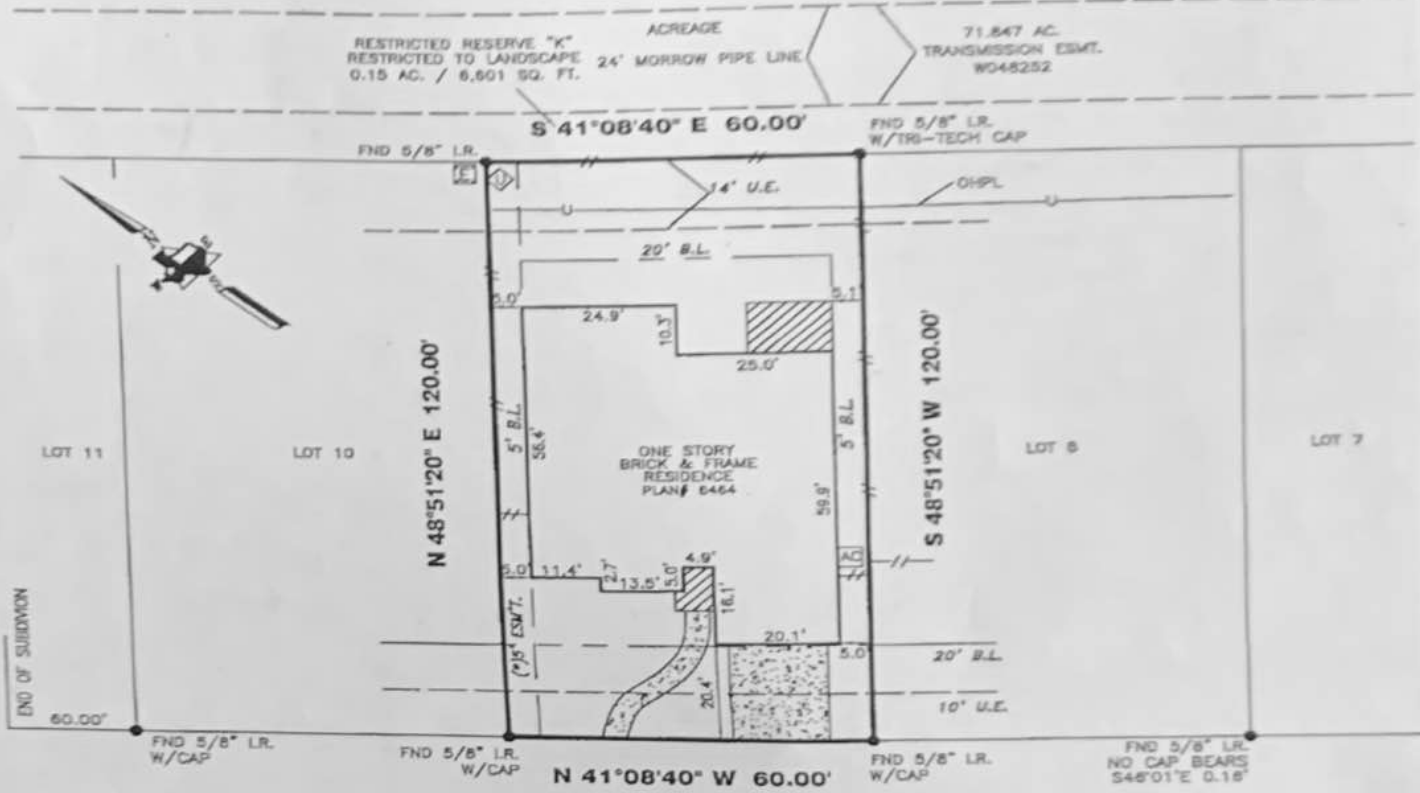 RESTRICTED RESERVE "K"
RESTRICTED TO LANDSCAPE
0.15 AC. / 6,601 SQ. FT.
ACREAGE
24' MORROW PIPE LINE
71.847 AC.
TRANSMISSION ESMT.
W048252
S 41°08'40" E 60.00'
FND 5/8" I.R.
FND 5/8" I.R.
W/TRI-TECH CAP
E
U
14' U.E.
OHPL
U
U
20' B.L.
5.0'
24.9'
10.3'
25.0'
5.1'
N 48°51'20" E 120.00'
5' B.L.
56.4'
5' B.L.
59.9'
S 48°51'20" W 120.00'
LOT 11
LOT 10
ONE STORY
BRICK & FRAME
RESIDENCE
PLAN# 6464
LOT 8
LOT 7
AC
5.0'
11.4'
2.7'
13.5'
5.0'
4.9'
16.1'
20.1'
5.0'
(*)5' ESMT.
20.4'
20' B.L.
10' U.E.
END OF SUBDIVISION
60.00'
FND 5/8" I.R.
W/CAP
FND 5/8" I.R.
W/CAP
N 41°08'40" W 60.00'
FND 5/8" I.R.
W/CAP
FND 5/8" I.R.
NO CAP BEARS
S46°01'E 0.16'